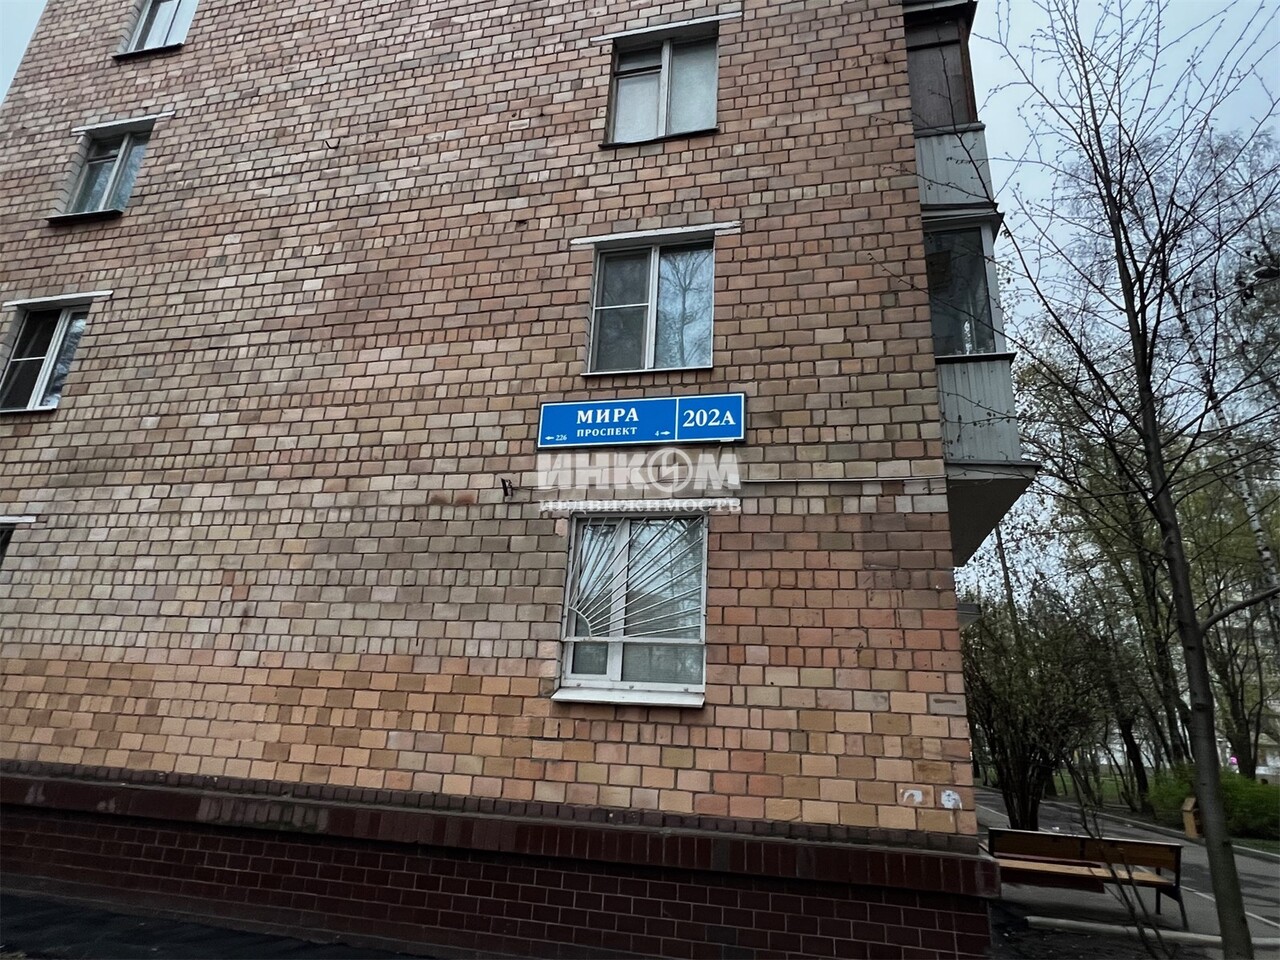 МИРА
ПРОСПЕКТ
202А
←226
4→
ИНКОМ
НЕДВИЖИМОСТЬ